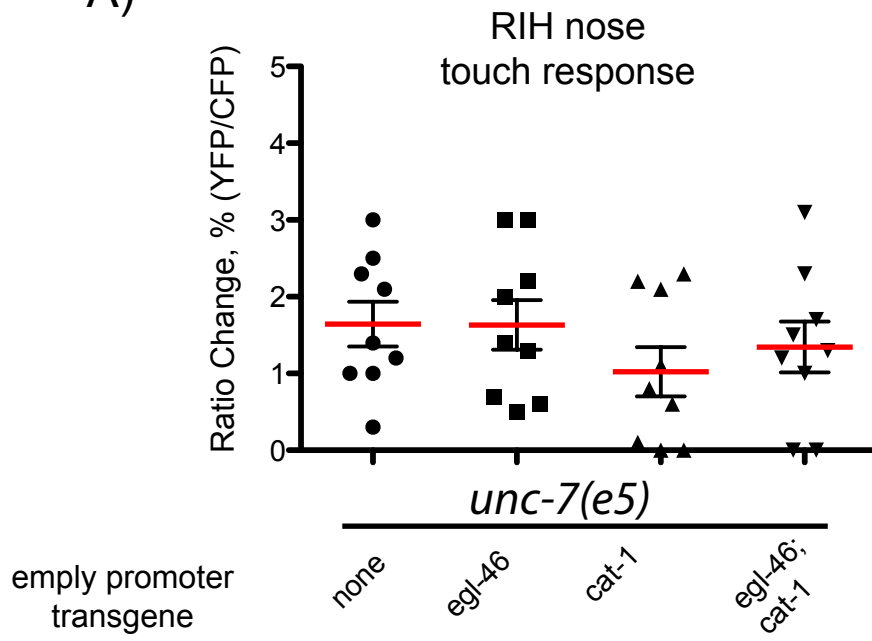 A)
RIH nose
touch response
Ratio Change, % (YFP/CFP)
5
4
3
2
1
0
unc-7(e5)
emply promoter
transgene
none
egl-46
cat-1
egl-46;
cat-1